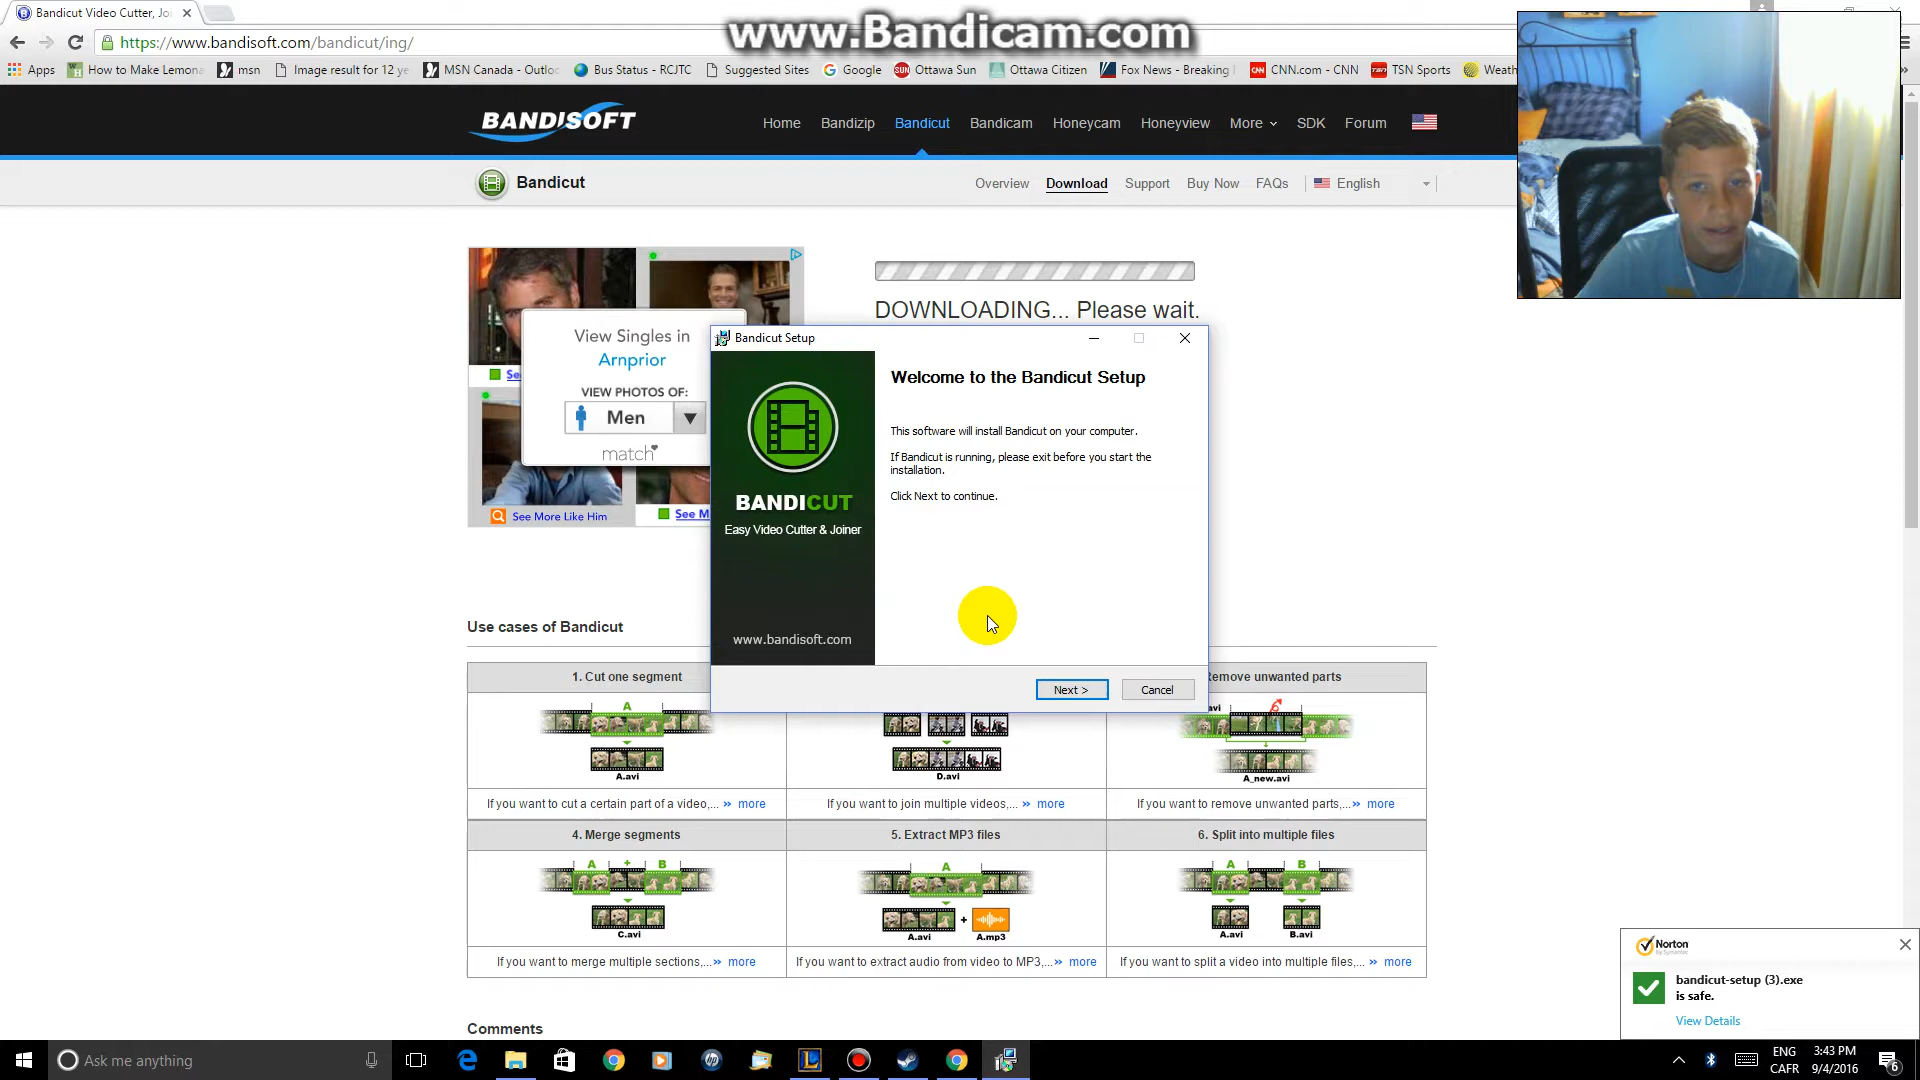 Bandicut Video Cutter, Joi
www.Bandicam.com
https://www.bandisoft.com/bandicut/ing/
Apps
How to Make Lemona
msn
Image result for 12 ye
MSN Canada - Outloo
Bus Status - RCJTC
Suggested Sites
Google
Ottawa Sun
Ottawa Citizen
Fox News - Breaking
CNN.com - CNN
TSN Sports
Weath
BANDISOFT
Home
Bandizip
Bandicut
Bandicam
Honeycam
Honeyview
More
SDK
Forum
Bandicut
Overview
Download
Support
Buy Now
FAQs
English
View Singles in
Arnprior
VIEW PHOTOS OF:
Men
match
See More Like Him
See M
DOWNLOADING... Please wait.
Bandicut Setup
Welcome to the Bandicut Setup
This software will install Bandicut on your computer.
If Bandicut is running, please exit before you start the
installation.
Click Next to continue.
BANDICUT
Easy Video Cutter & Joiner
www.bandisoft.com
Next >
Cancel
Use cases of Bandicut
1. Cut one segment
Remove unwanted parts
A
A.avi
D.avi
avi
A_new.avi
If you want to cut a certain part of a video,... » more
If you want to join multiple videos,... » more
If you want to remove unwanted parts,... » more
4. Merge segments
5. Extract MP3 files
6. Split into multiple files
A + B
C.avi
A
A.avi + A.mp3
A B
A.avi B.avi
If you want to merge multiple sections,... » more
If you want to extract audio from video to MP3,... » more
If you want to split a video into multiple files,... » more
Comments
Norton
by Symantec
bandicut-setup (3).exe
is safe.
View Details
Ask me anything
ENG
CAFR
3:43 PM
9/4/2016
6